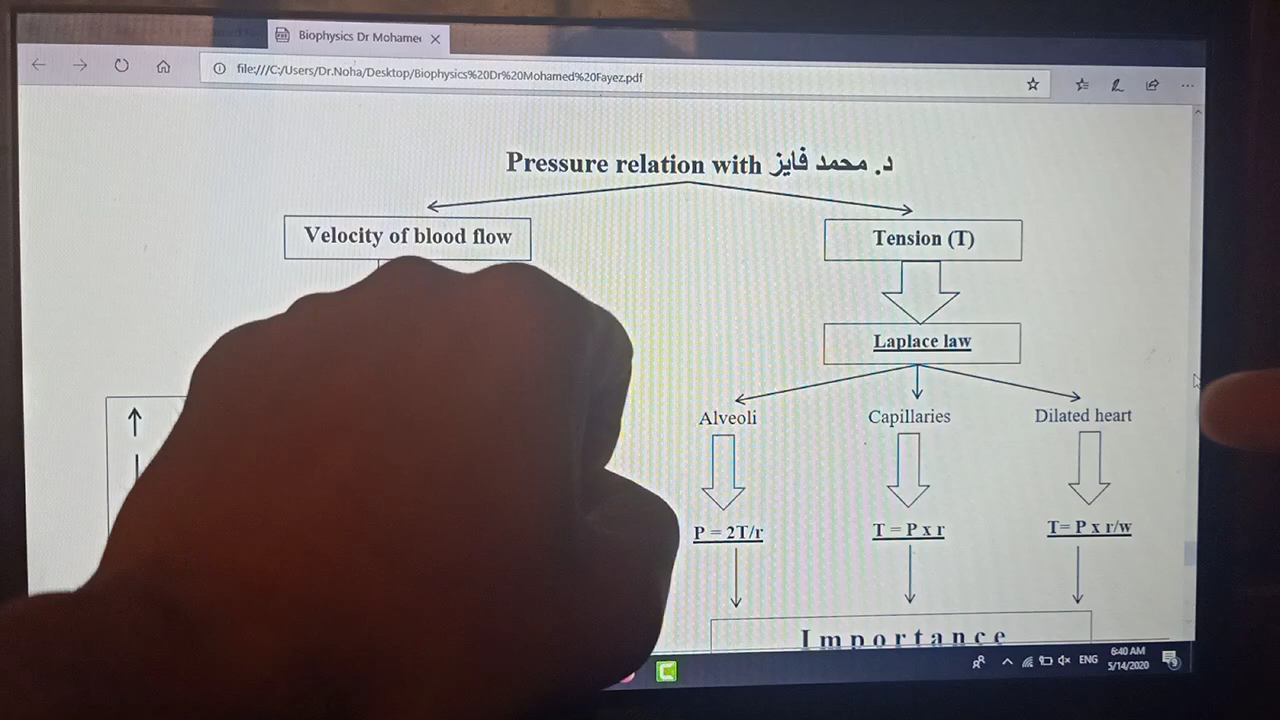 Biophysics Dr Mohame
file:///C:/Users/Dr.Noha/Desktop/Biophysics%20Dr%20Mohamed%20Fayez.pdf
Pressure relation with د. محمد فايز
Velocity of blood flow
Tension (T)
Laplace law
Alveoli
Capillaries
Dilated heart
P = 2T/r
T = P x r
T= P x r/w
Importance
ENG
6:40 AM
5/14/2020